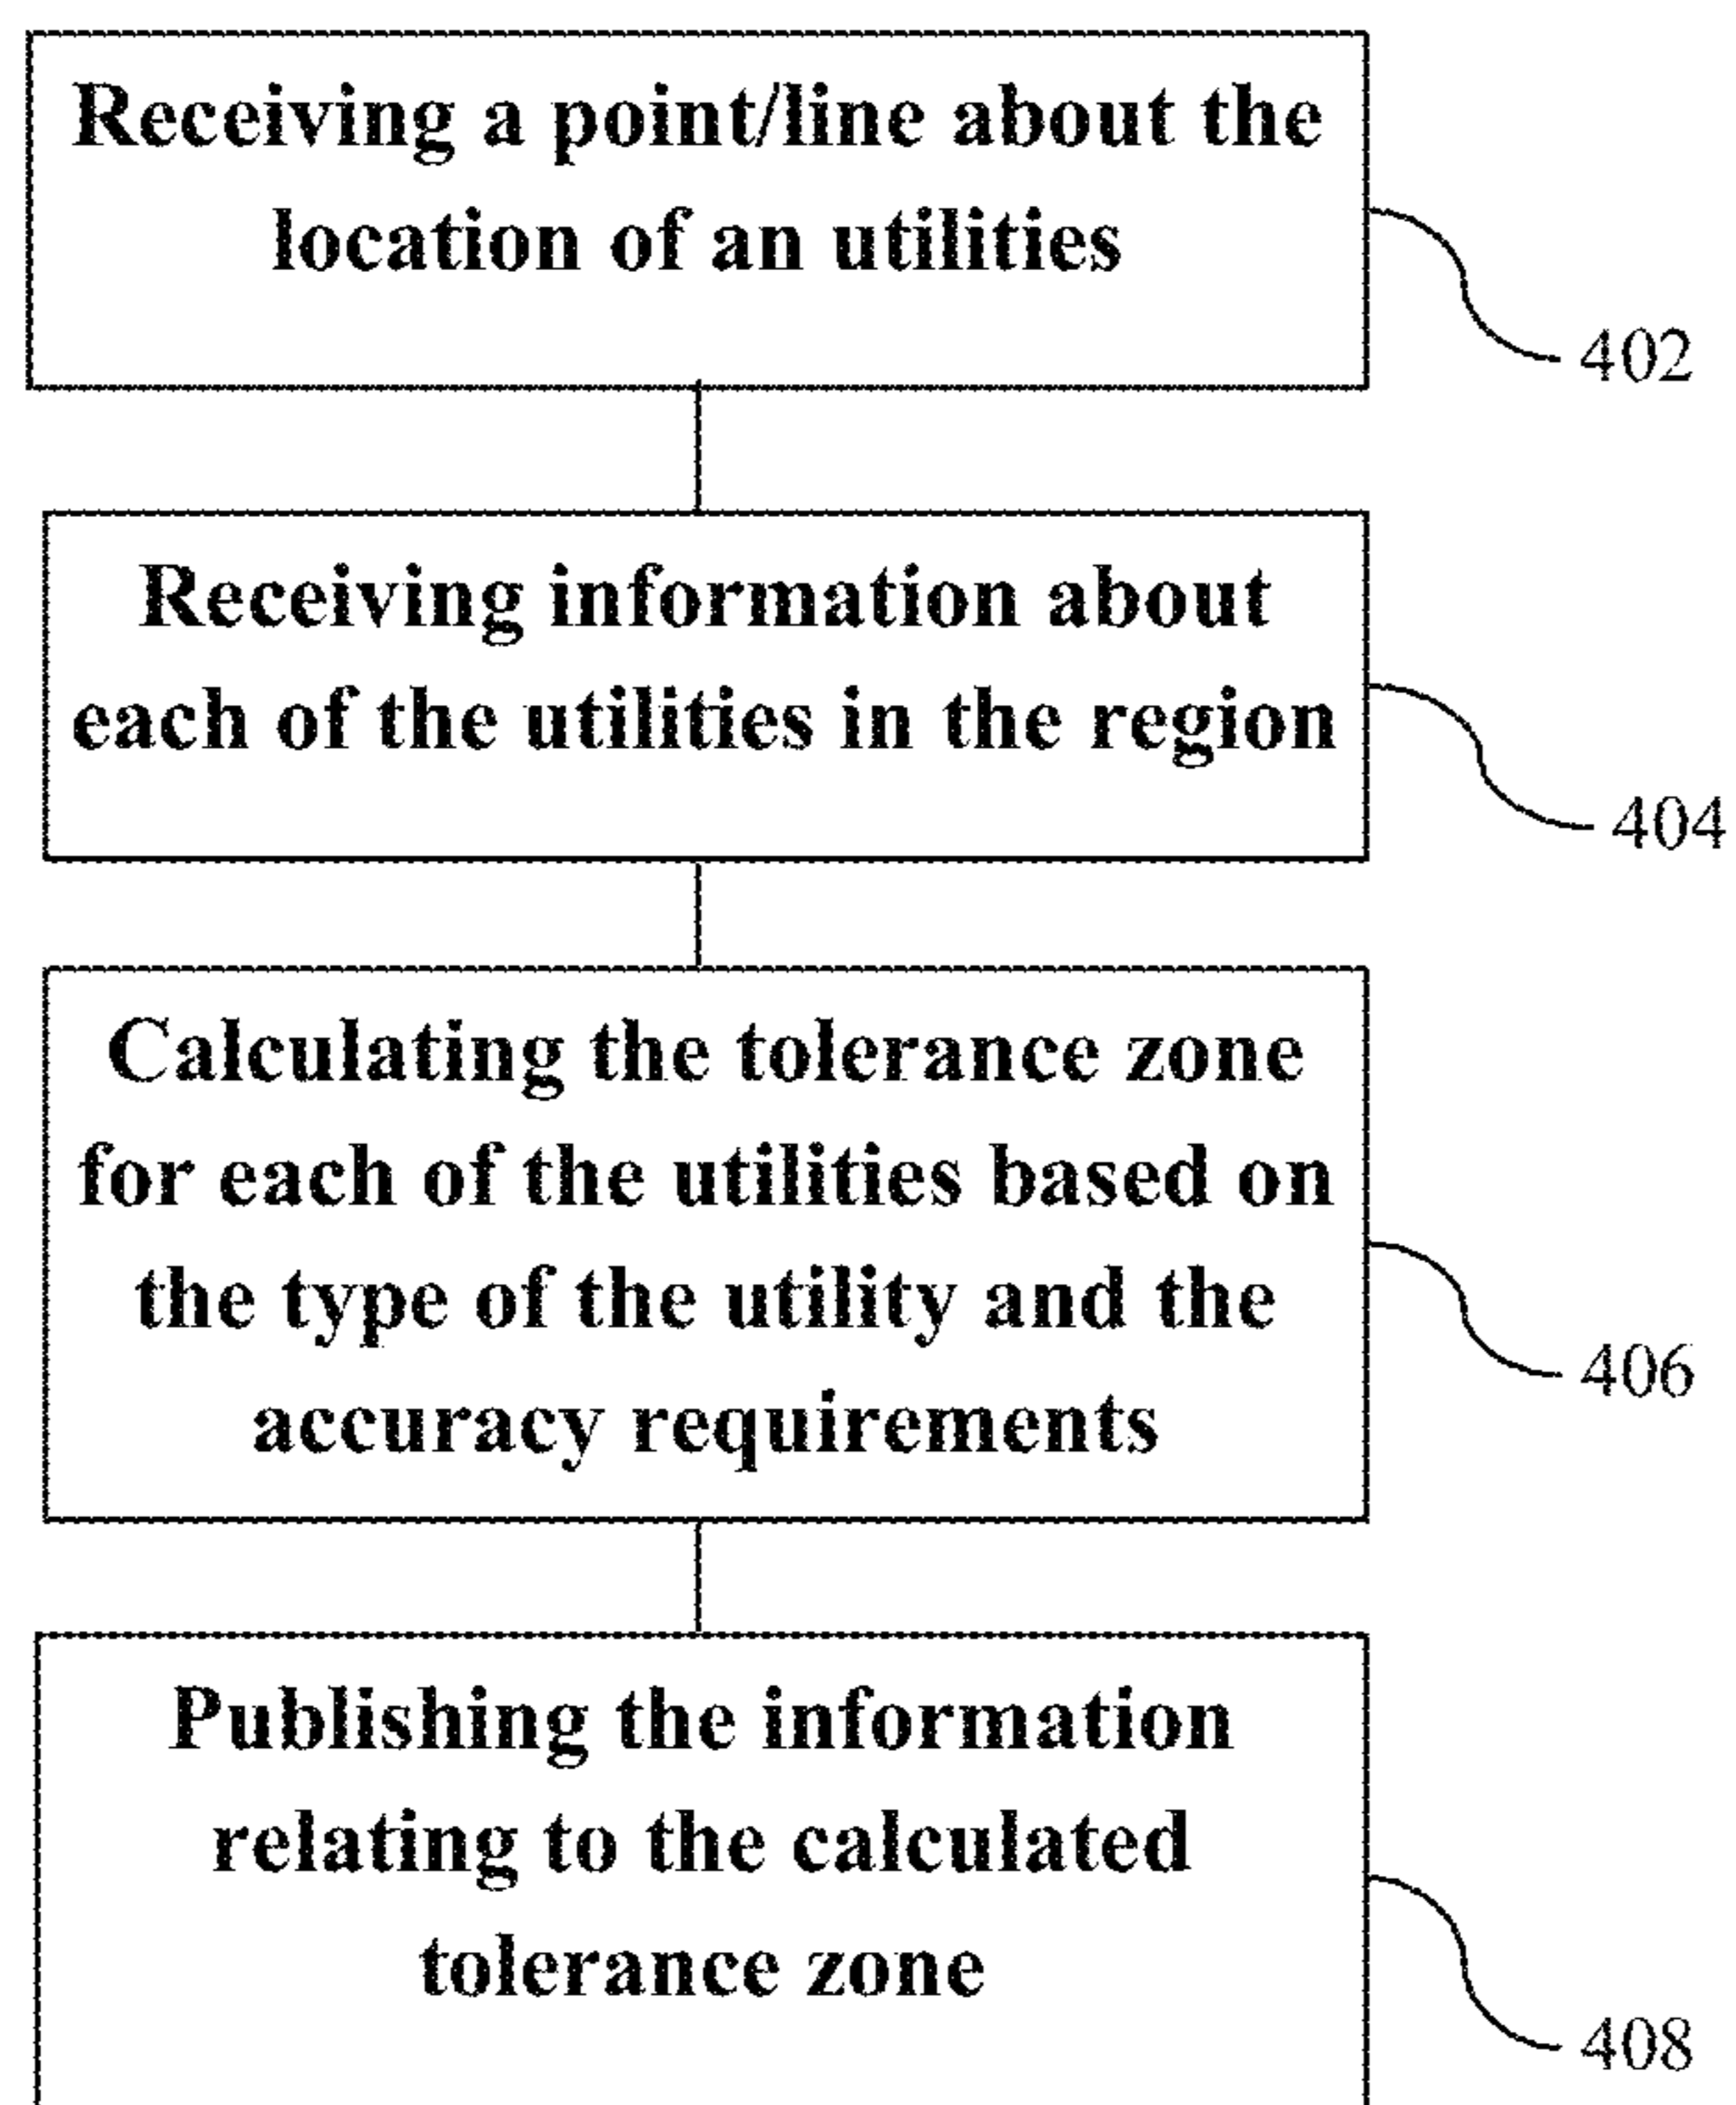 Receiving a point/line about the
location of an utilities
402
Receiving information about
each of the utilities in the region
404
Calculating the tolerance zone
for each of the utilities based on
the type of the utility and the
accuracy requirements
406
Publishing the information
relating to the calculated
tolerance zone
408